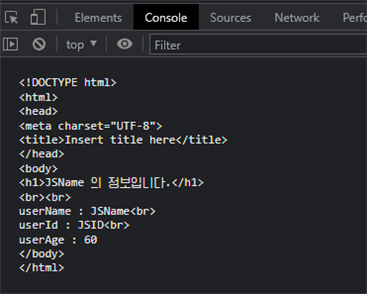 Elements Console Sources Network Perfo
top ▼ Filter
<!DOCTYPE html>
<html>
<head>
<meta charset="UTF-8">
<title>Insert title here</title>
</head>
<body>
<h1>JSName 의 정보입니다.</h1>
<br><br>
userName : JSName<br>
userId : JSID<br>
userAge : 60
</body>
</html>